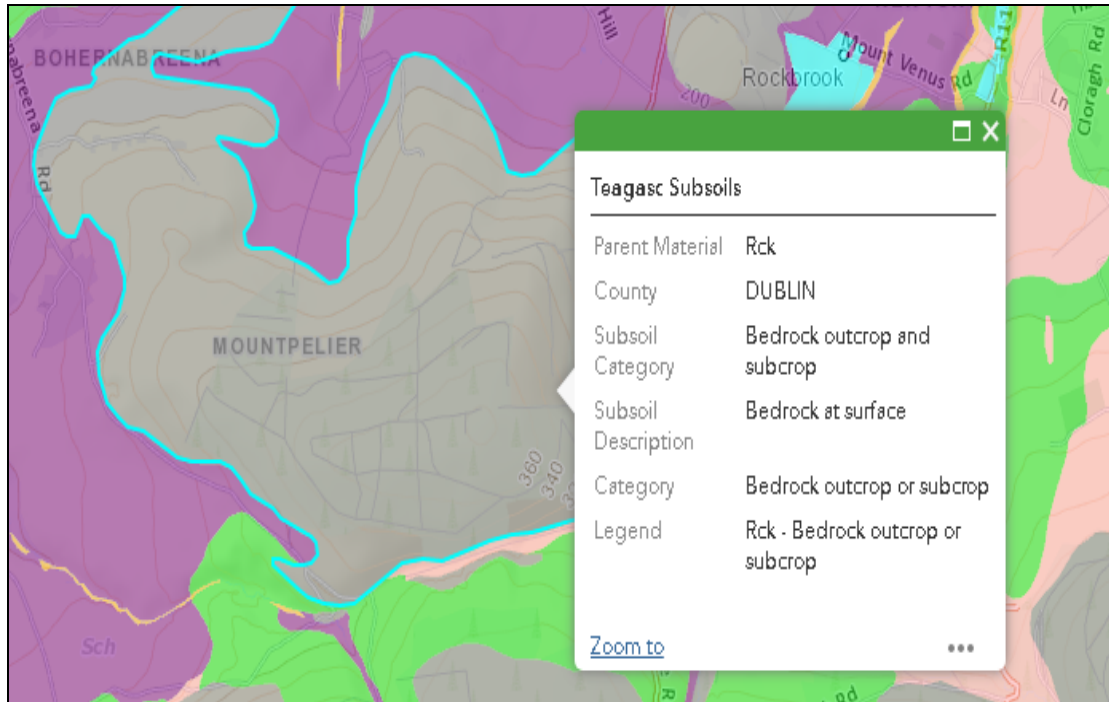 BOHERNABREENA
nabreena
Rd
Hill
Rockbrook
Mount Venus Rd
R11
Ln
Cloragh Rd
200
MOUNTPELIER
360
340
Sch
Rd
Teagasc Subsoils
Parent Material Rck
County DUBLIN
Subsoil Bedrock outcrop and
Category subcrop
Subsoil Bedrock at surface
Description
Category Bedrock outcrop or subcrop
Legend Rck - Bedrock outcrop or
subcrop
Zoom to